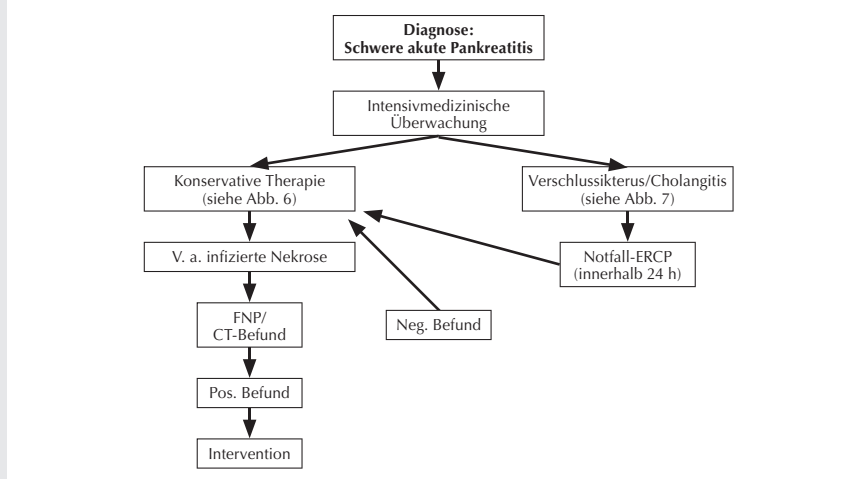 Diagnose:
Schwere akute Pankreatitis
Intensivmedizinische
Überwachung
Konservative Therapie
(siehe Abb. 6)
Verschlussikterus/Cholangitis
(siehe Abb. 7)
V. a. infizierte Nekrose
Notfall-ERCP
(innerhalb 24 h)
FNP/
CT-Befund
Neg. Befund
Pos. Befund
Intervention